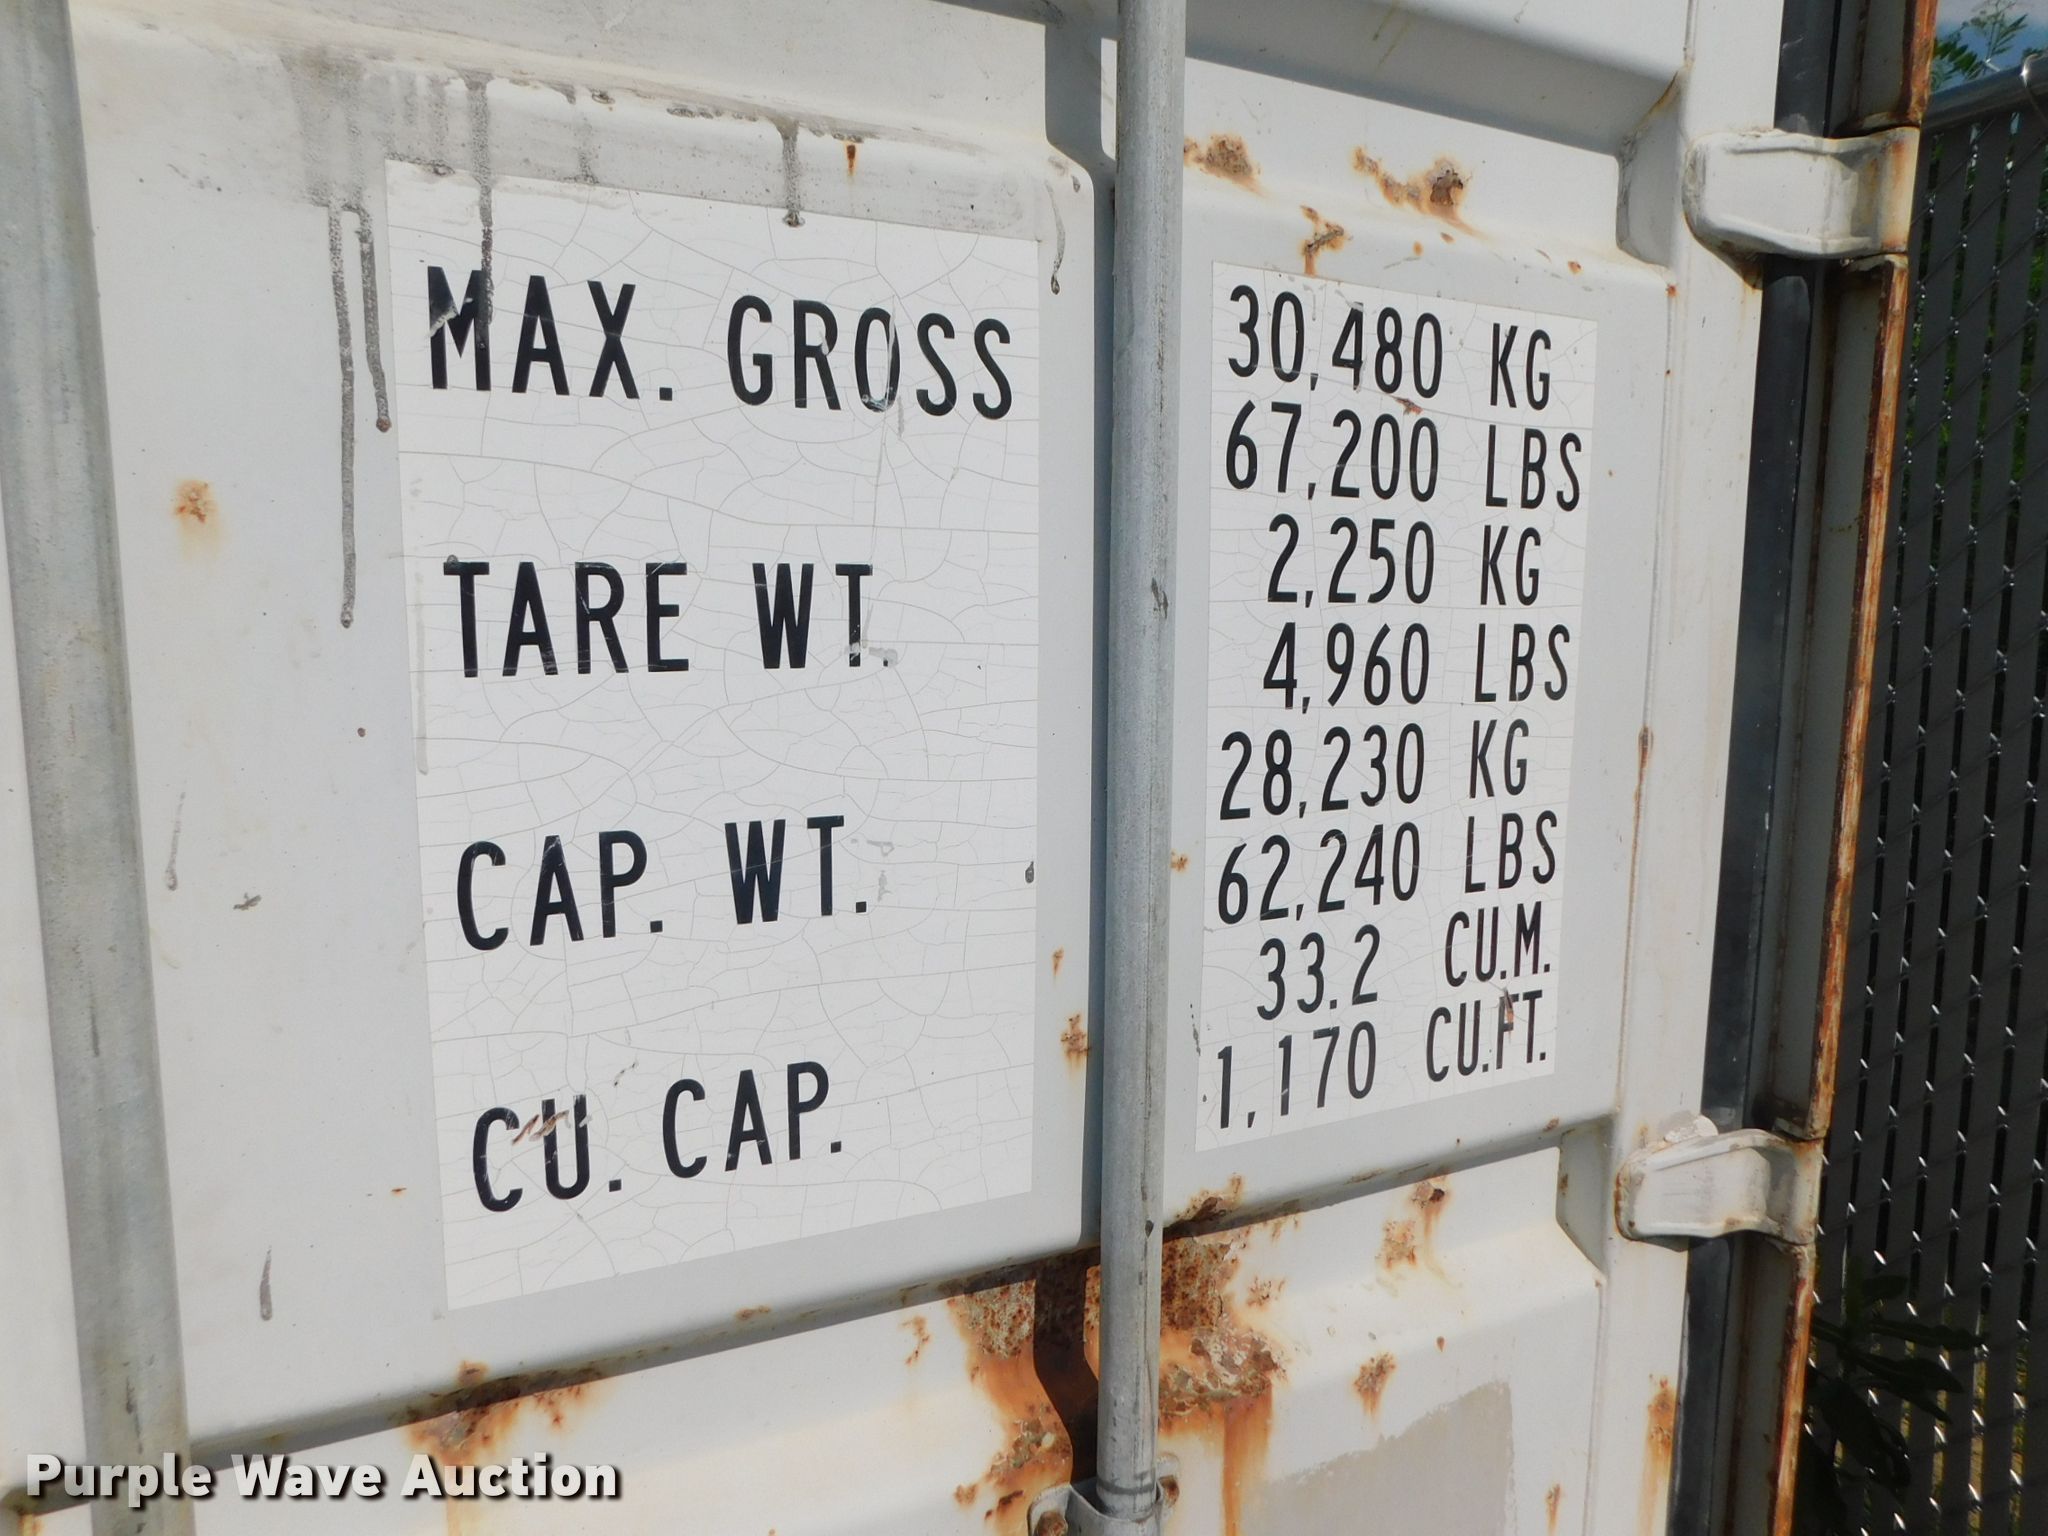 MAX. GROSS
30,480 KG
67,200 LBS
TARE WT.
2,250 KG
4,960 LBS
CAP. WT.
28,230 KG
62,240 LBS
CU. CAP.
33.2 CU.M.
1,170 CU.FT.
Purple Wave Auction